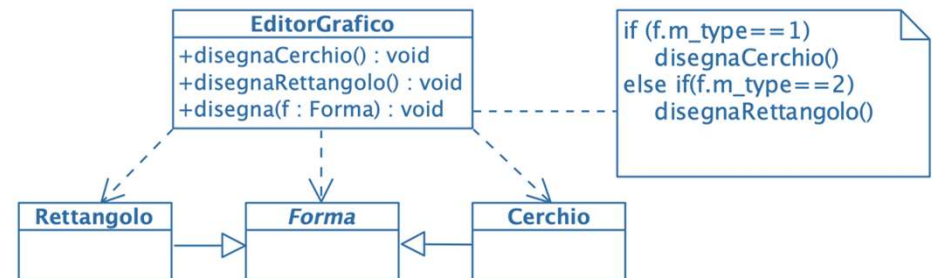 EditorGrafico
+disegnaCerchio() : void
+disegnaRettangolo() : void
+disegna(f : Forma) : void
if (f.m_type==1)
disegnaCerchio()
else if(f.m_type==2)
disegnaRettangolo()
Rettangolo
Forma
Cerchio